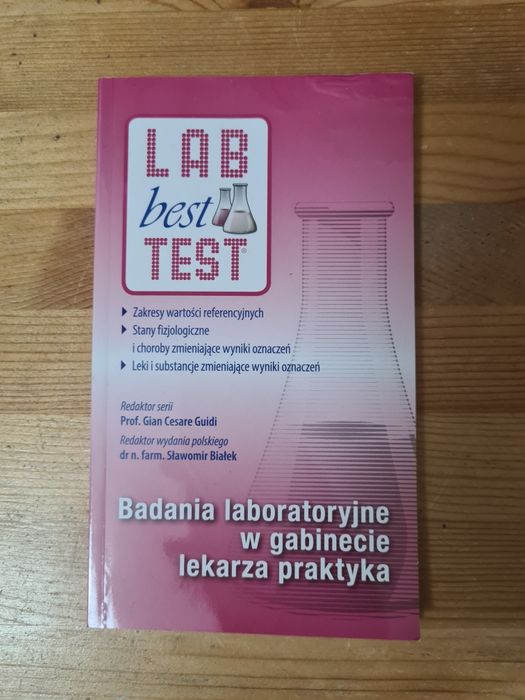 LAB
best
TEST®
Zakresy wartości referencyjnych
Stany fizjologiczne
i choroby zmieniające wyniki oznaczeń
Leki i substancje zmieniające wyniki oznaczeń
Redaktor serii
Prof. Gian Cesare Guidi
Redaktor wydania polskiego
dr n. farm. Sławomir Białek
Badania laboratoryjne
w gabinecie
lekarza praktyka